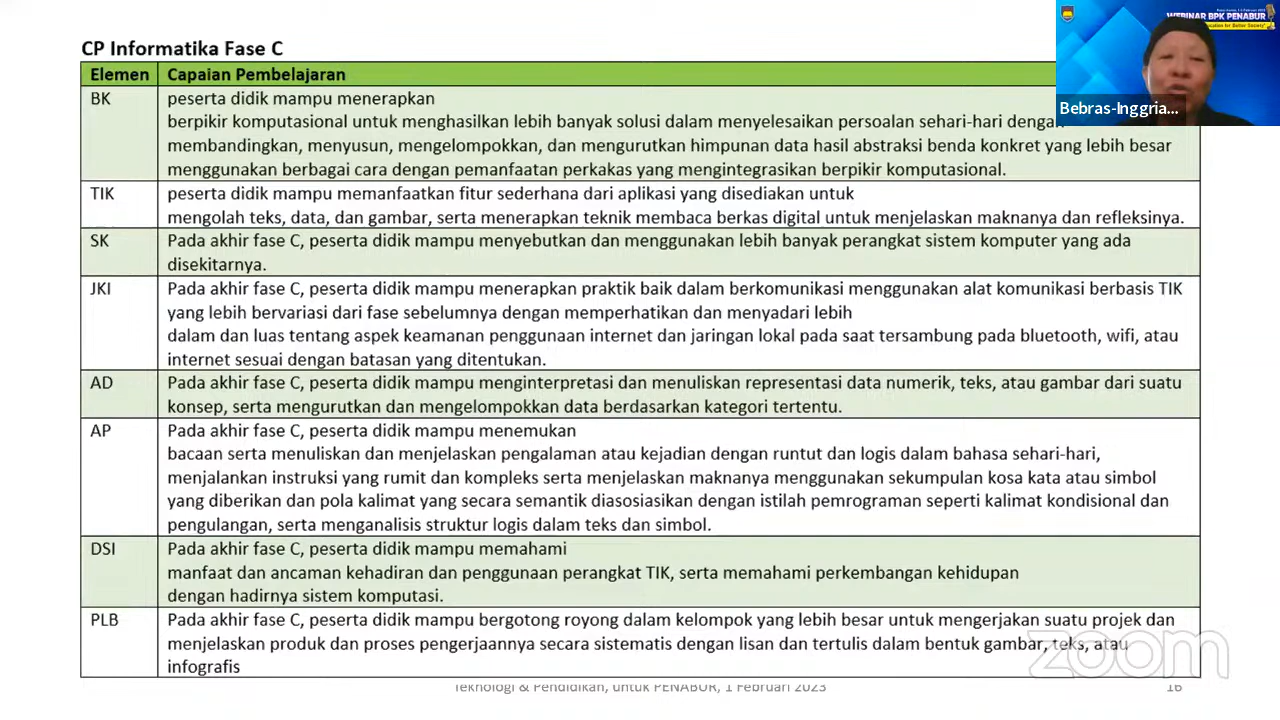 CP Informatika Fase C
Elemen Capaian Pembelajaran
BK peserta didik mampu menerapkan
berpikir komputasional untuk menghasilkan lebih banyak solusi dalam menyelesaikan persoalan sehari-hari dengan
membandingkan, menyusun, mengelompokkan, dan mengurutkan himpunan data hasil abstraksi benda konkret yang lebih besar
menggunakan berbagai cara dengan pemanfaatan perkakas yang mengintegrasikan berpikir komputasional.
TIK peserta didik mampu memanfaatkan fitur sederhana dari aplikasi yang disediakan untuk
mengolah teks, data, dan gambar, serta menerapkan teknik membaca berkas digital untuk menjelaskan maknanya dan refleksinya.
SK Pada akhir fase C, peserta didik mampu menyebutkan dan menggunakan lebih banyak perangkat sistem komputer yang ada
disekitarnya.
JKI Pada akhir fase C, peserta didik mampu menerapkan praktik baik dalam berkomunikasi menggunakan alat komunikasi berbasis TIK
yang lebih bervariasi dari fase sebelumnya dengan memperhatikan dan menyadari lebih
dalam dan luas tentang aspek keamanan penggunaan internet dan jaringan lokal pada saat tersambung pada bluetooth, wifi, atau
internet sesuai dengan batasan yang ditentukan.
AD Pada akhir fase C, peserta didik mampu menginterpretasi dan menuliskan representasi data numerik, teks, atau gambar dari suatu
konsep, serta mengurutkan dan mengelompokkan data berdasarkan kategori tertentu.
AP Pada akhir fase C, peserta didik mampu menemukan
bacaan serta menuliskan dan menjelaskan pengalaman atau kejadian dengan runtut dan logis dalam bahasa sehari-hari,
menjalankan instruksi yang rumit dan kompleks serta menjelaskan maknanya menggunakan sekumpulan kosa kata atau simbol
yang diberikan dan pola kalimat yang secara semantik diasosiasikan dengan istilah pemrograman seperti kalimat kondisional dan
pengulangan, serta menganalisis struktur logis dalam teks dan simbol.
DSI Pada akhir fase C, peserta didik mampu memahami
manfaat dan ancaman kehadiran dan penggunaan perangkat TIK, serta memahami perkembangan kehidupan
dengan hadirnya sistem komputasi.
PLB Pada akhir fase C, peserta didik mampu bergotong royong dalam kelompok yang lebih besar untuk mengerjakan suatu projek dan
menjelaskan produk dan proses pengerjaannya secara sistematis dengan lisan dan tertulis dalam bentuk gambar, teks, atau
infografis
Teknologi & Pendidikan, untuk PENABUR, 1 Februari 2023 16
WEBINAR BPK PENABUR
for Better Society"
Bebras-Inggria...
zoom